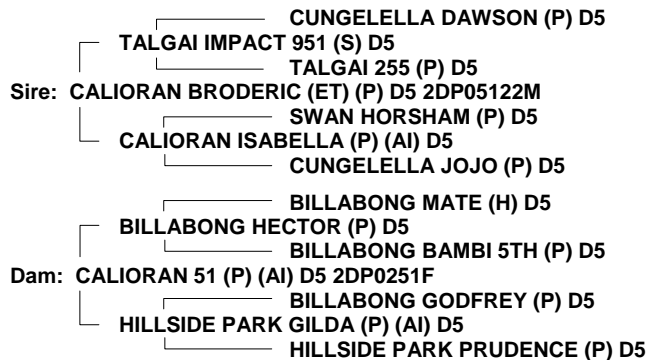 CUNGELELLA DAWSON (P) D5
TALGAI IMPACT 951 (S) D5
TALGAI 255 (P) D5
Sire: CALIORAN BRODERIC (ET) (P) D5 2DP05122M
SWAN HORSHAM (P) D5
CALIORAN ISABELLA (P) (AI) D5
CUNGELELLA JOJO (P) D5
BILLABONG MATE (H) D5
BILLABONG HECTOR (P) D5
BILLABONG BAMBI 5TH (P) D5
Dam: CALIORAN 51 (P) (AI) D5 2DP0251F
BILLABONG GODFREY (P) D5
HILLSIDE PARK GILDA (P) (AI) D5
HILLSIDE PARK PRUDENCE (P) D5